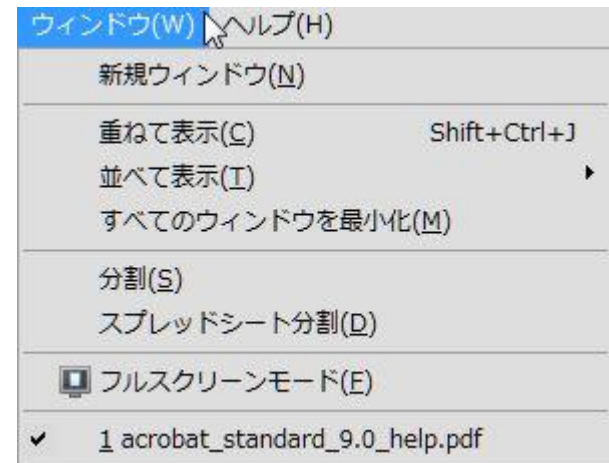 ウィンドウ(W) ヘルプ(H)
新規ウィンドウ(N)
重ねて表示(C) Shift+Ctrl+J
並べて表示(T)
すべてのウィンドウを最小化(M)
分割(S)
スプレッドシート分割(D)
フルスクリーンモード(F)
1 acrobat_standard_9.0_help.pdf